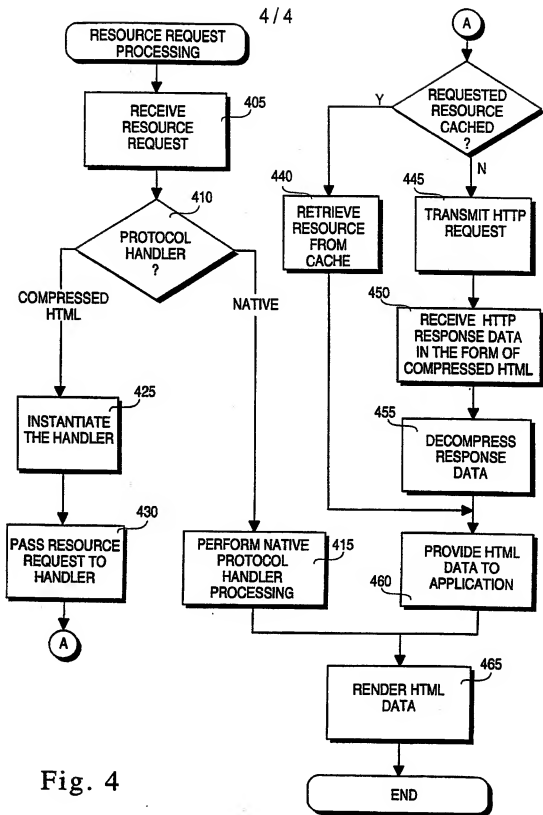 4/4
RESOURCE REQUEST
PROCESSING
405
RECEIVE
RESOURCE
REQUEST
410
PROTOCOL
HANDLER
?
COMPRESSED
HTML
NATIVE
425
INSTANTIATE
THE HANDLER
430
PASS RESOURCE
REQUEST TO
HANDLER
A
PERFORM NATIVE
PROTOCOL
HANDLER
PROCESSING
415
A
REQUESTED
RESOURCE
CACHED
?
Y
N
440
RETRIEVE
RESOURCE
FROM
CACHE
445
TRANSMIT HTTP
REQUEST
450
RECEIVE HTTP
RESPONSE DATA
IN THE FORM OF
COMPRESSED HTML
455
DECOMPRESS
RESPONSE
DATA
PROVIDE HTML
DATA TO
APPLICATION
460
465
RENDER HTML
DATA
END
Fig. 4